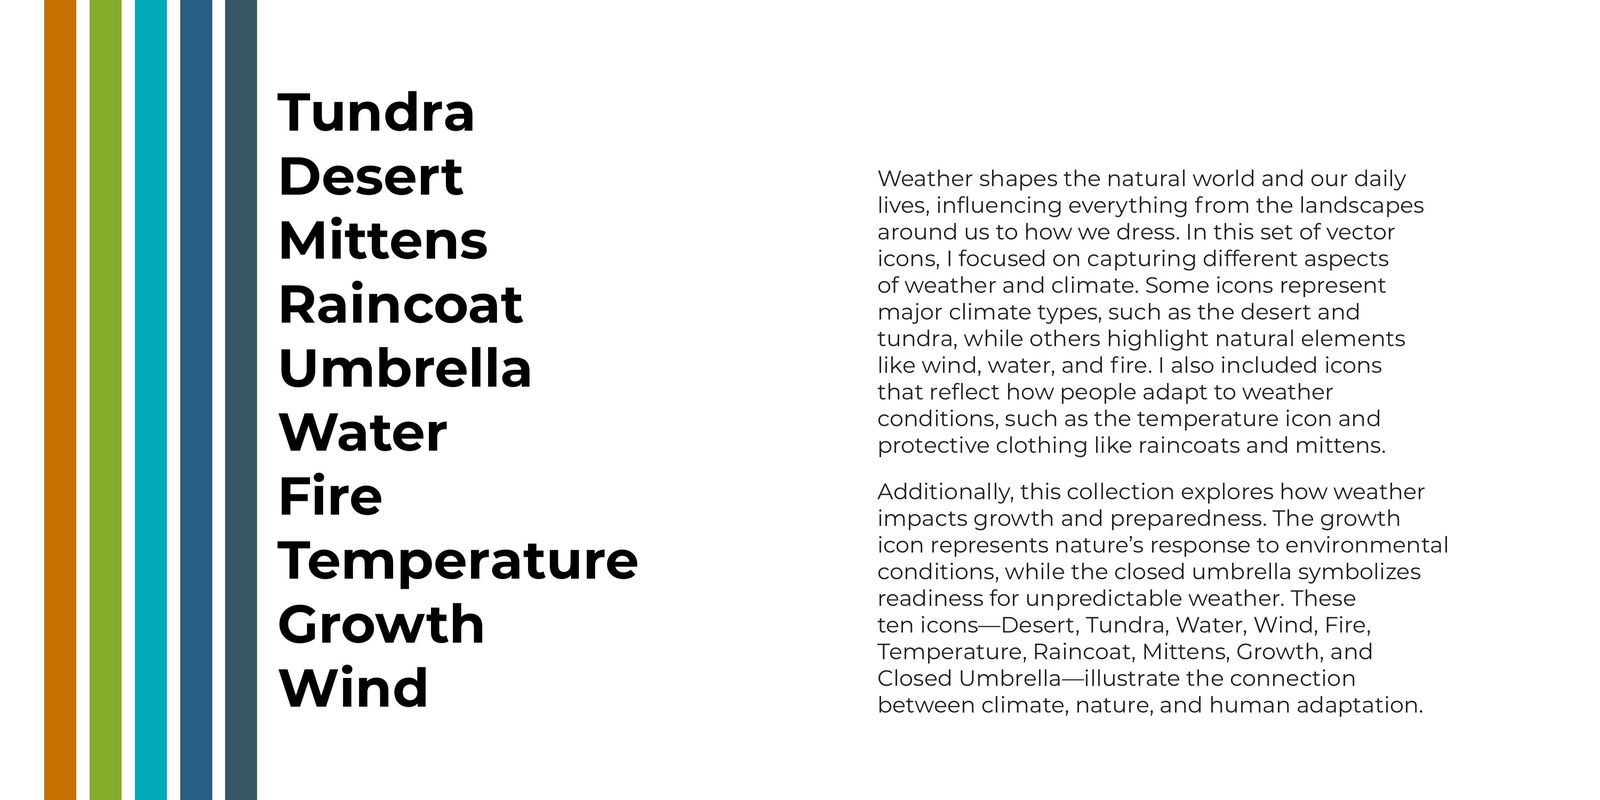 Tundra
Desert
Mittens
Raincoat
Umbrella
Water
Fire
Temperature
Growth
Wind
Weather shapes the natural world and our daily
lives, influencing everything from the landscapes
around us to how we dress. In this set of vector
icons, I focused on capturing different aspects
of weather and climate. Some icons represent
major climate types, such as the desert and
tundra, while others highlight natural elements
like wind, water, and fire. I also included icons
that reflect how people adapt to weather
conditions, such as the temperature icon and
protective clothing like raincoats and mittens.
Additionally, this collection explores how weather
impacts growth and preparedness. The growth
icon represents nature’s response to environmental
conditions, while the closed umbrella symbolizes
readiness for unpredictable weather. These
ten icons—Desert, Tundra, Water, Wind, Fire,
Temperature, Raincoat, Mittens, Growth, and
Closed Umbrella—illustrate the connection
between climate, nature, and human adaptation.